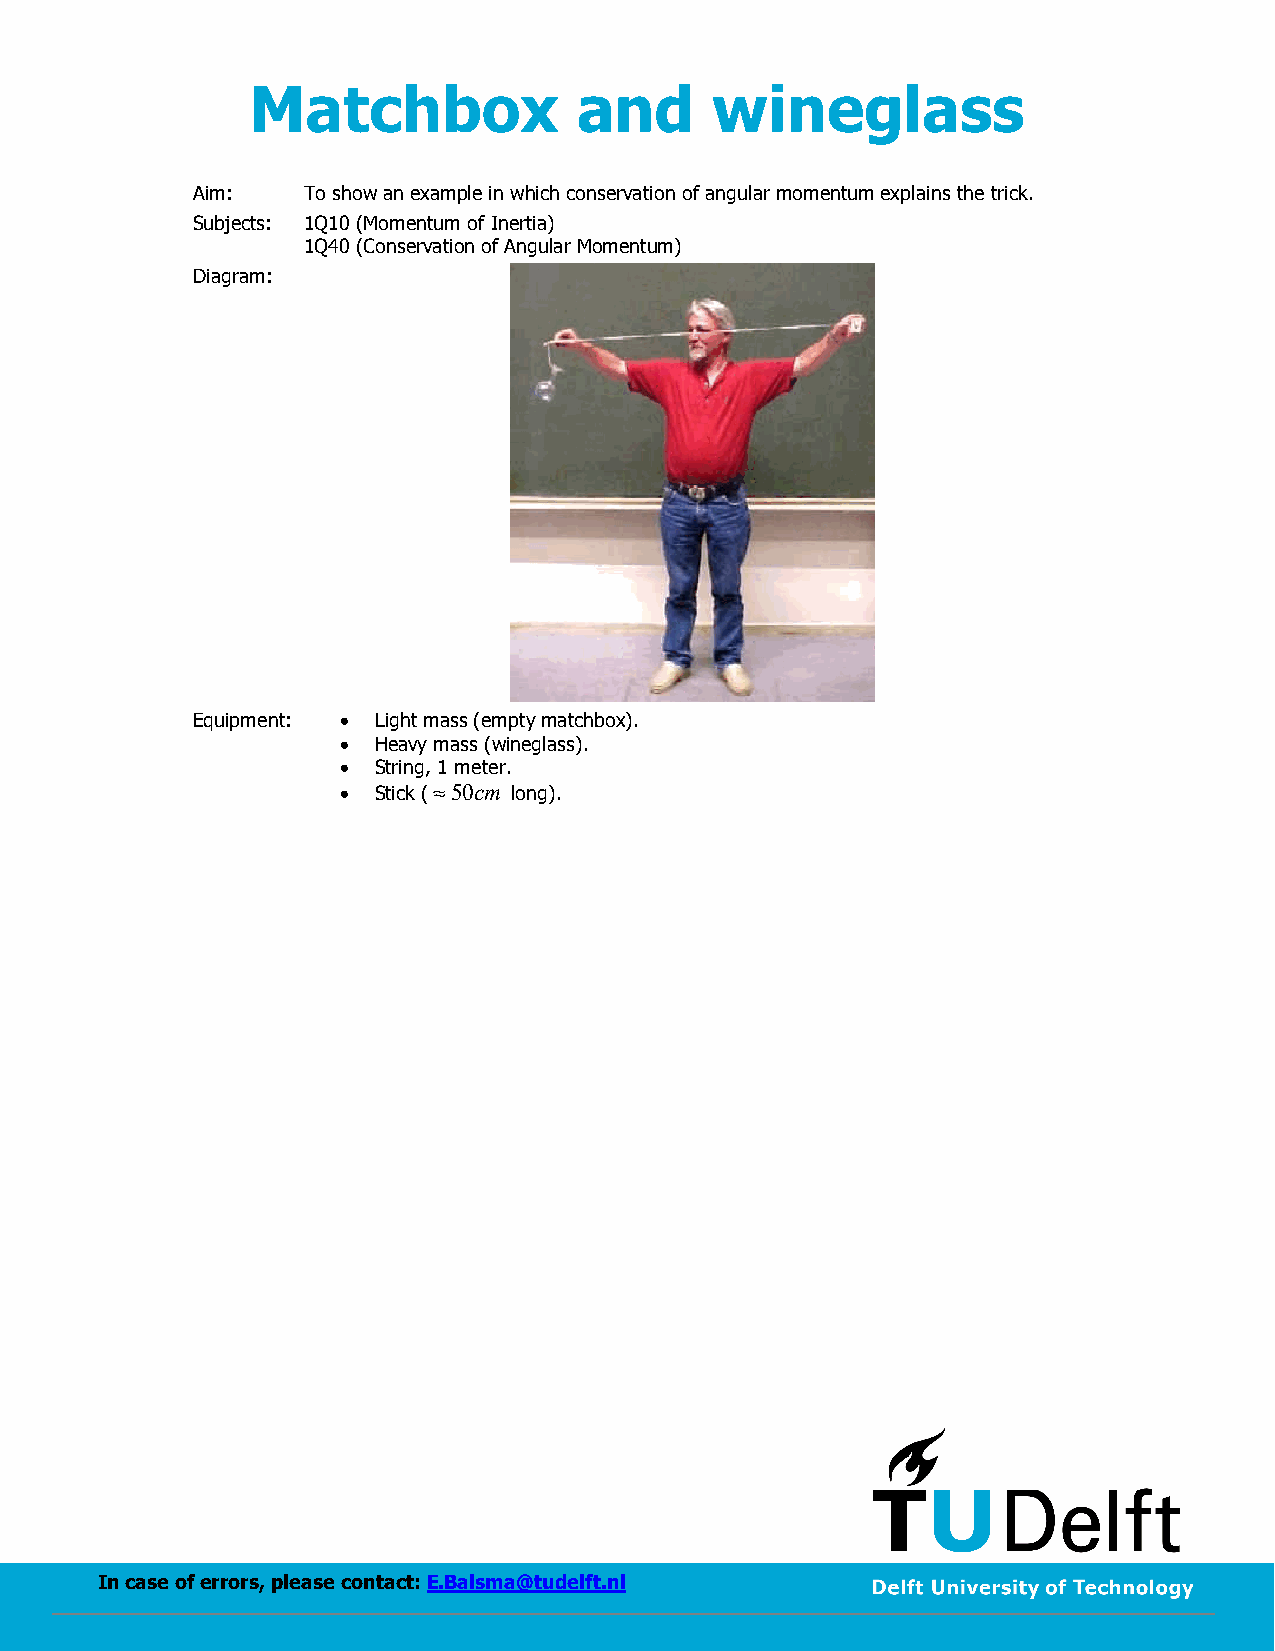 Matchbox and wineglass
Aim: To show an example in which conservation of angular momentum explains the trick.
Subjects: 1Q10 (Momentum of Inertia)
1Q40 (Conservation of Angular Momentum)
Diagram:
Equipment: • Light mass (empty matchbox).
• Heavy mass (wineglass).
• String, 1 meter.
• Stick ( ≈ 50cm long).
TUDelft
In case of errors, please contact: E.Balsma@tudelft.nl
Delft University of Technology